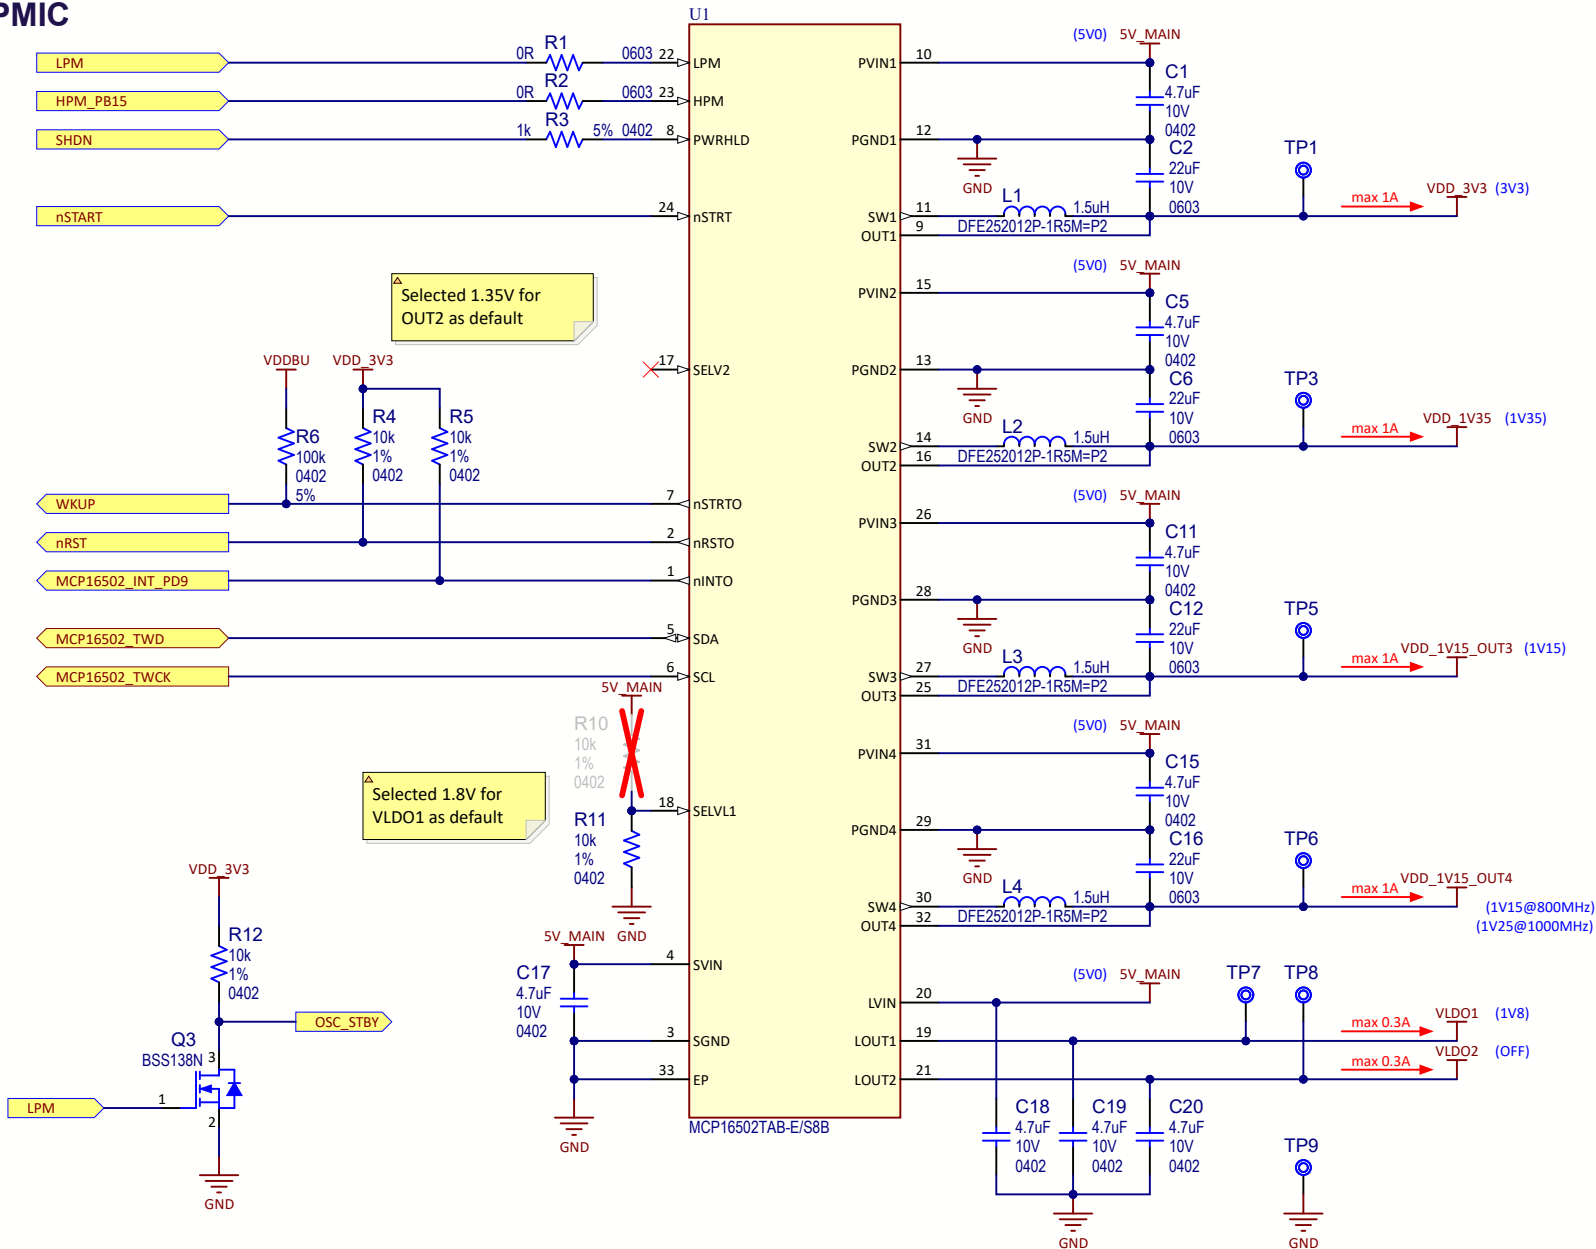 PMIC
U1
LPM
0R
R1
0603
22
LPM
HPM_PB15
0R
R2
0603
23
HPM
SHDN
1k
R3
5%
0402
8
PWRHLD
nSTART
24
nSTRT
Selected 1.35V for
OUT2 as default
17
SELV2
VDDBU
VDD_3V3
R6
100k
0402
5%
R4
10k
1%
0402
R5
10k
1%
0402
WKUP
7
nSTRTO
nRST
2
nRSTO
MCP16502_INT_PD9
1
nINTO
MCP16502_TWD
5
SDA
MCP16502_TWCK
6
SCL
5V_MAIN
R10
10k
1%
0402
Selected 1.8V for
VLDO1 as default
18
SELVL1
R11
10k
1%
0402
GND
VDD_3V3
R12
10k
1%
0402
OSC_STBY
Q3
BSS138N
3
1
2
LPM
GND
5V_MAIN
C17
4.7uF
10V
0402
4
SVIN
3
SGND
33
EP
GND
MCP16502TAB-E/S8B
PVIN1
10
(5V0)
5V_MAIN
C1
4.7uF
10V
0402
PGND1
12
GND
C2
22uF
10V
0603
TP1
SW1
11
L1
1.5uH
OUT1
9
DFE252012P-1R5M=P2
max 1A
VDD_3V3
(3V3)
PVIN2
15
(5V0)
5V_MAIN
C5
4.7uF
10V
0402
PGND2
13
GND
C6
22uF
10V
0603
TP3
SW2
14
L2
1.5uH
OUT2
16
DFE252012P-1R5M=P2
max 1A
VDD_1V35
(1V35)
PVIN3
26
(5V0)
5V_MAIN
C11
4.7uF
10V
0402
PGND3
28
GND
C12
22uF
10V
0603
TP5
SW3
27
L3
1.5uH
OUT3
25
DFE252012P-1R5M=P2
max 1A
VDD_1V15_OUT3
(1V15)
PVIN4
31
(5V0)
5V_MAIN
C15
4.7uF
10V
0402
PGND4
29
GND
C16
22uF
10V
0603
TP6
SW4
30
L4
1.5uH
OUT4
32
DFE252012P-1R5M=P2
max 1A
VDD_1V15_OUT4
(1V15@800MHz)
(1V25@1000MHz)
LVIN
20
(5V0)
5V_MAIN
TP7
TP8
LOUT1
19
max 0.3A
VLDO1
(1V8)
LOUT2
21
max 0.3A
VLDO2
(OFF)
C18
4.7uF
10V
0402
C19
4.7uF
10V
0402
C20
4.7uF
10V
0402
GND
TP9
GND